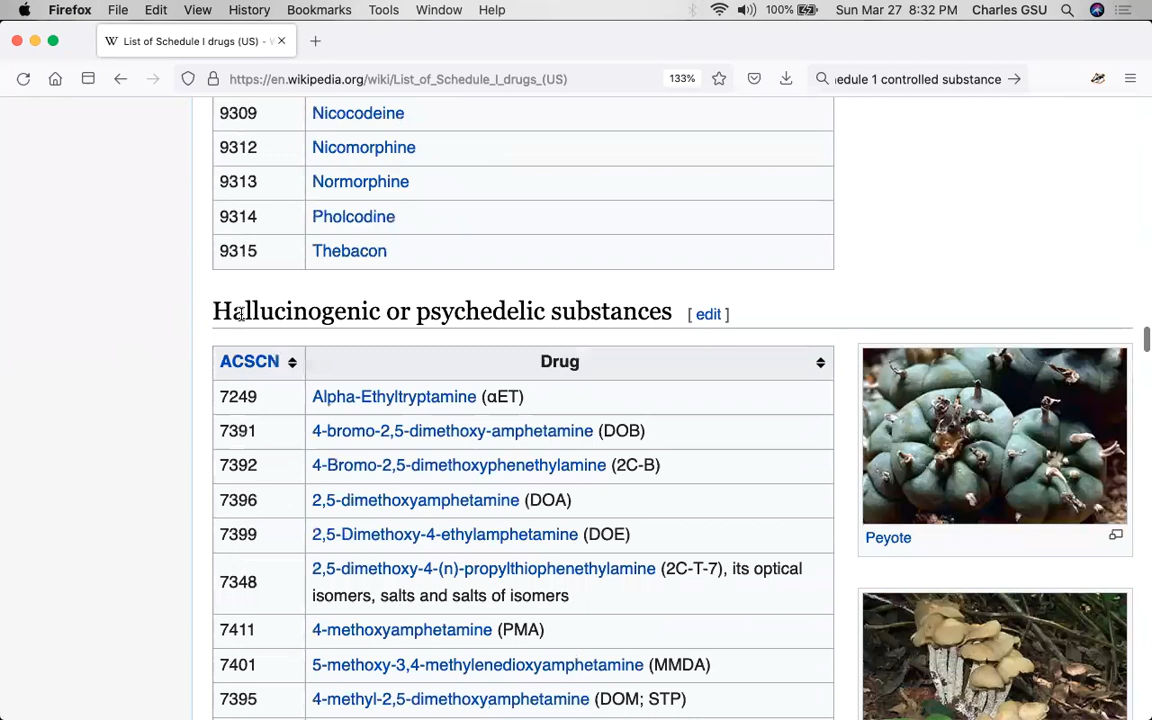 Firefox File Edit View History Bookmarks Tools Window Help 100% Sun Mar 27 8:32 PM Charles GSU
W List of Schedule I drugs (US) -
https://en.wikipedia.org/wiki/List_of_Schedule_I_drugs_(US) 133% edule 1 controlled substance
9309 Nicocodeine
9312 Nicomorphine
9313 Normorphine
9314 Pholcodine
9315 Thebacon
Hallucinogenic or psychedelic substances [ edit ]
ACSCN Drug
7249 Alpha-Ethyltryptamine (αET)
7391 4-bromo-2,5-dimethoxy-amphetamine (DOB)
7392 4-Bromo-2,5-dimethoxyphenethylamine (2C-B)
7396 2,5-dimethoxyamphetamine (DOA)
7399 2,5-Dimethoxy-4-ethylamphetamine (DOE)
7348 2,5-dimethoxy-4-(n)-propylthiophenethylamine (2C-T-7), its optical
isomers, salts and salts of isomers
7411 4-methoxyamphetamine (PMA)
7401 5-methoxy-3,4-methylenedioxyamphetamine (MMDA)
7395 4-methyl-2,5-dimethoxyamphetamine (DOM; STP)
Peyote